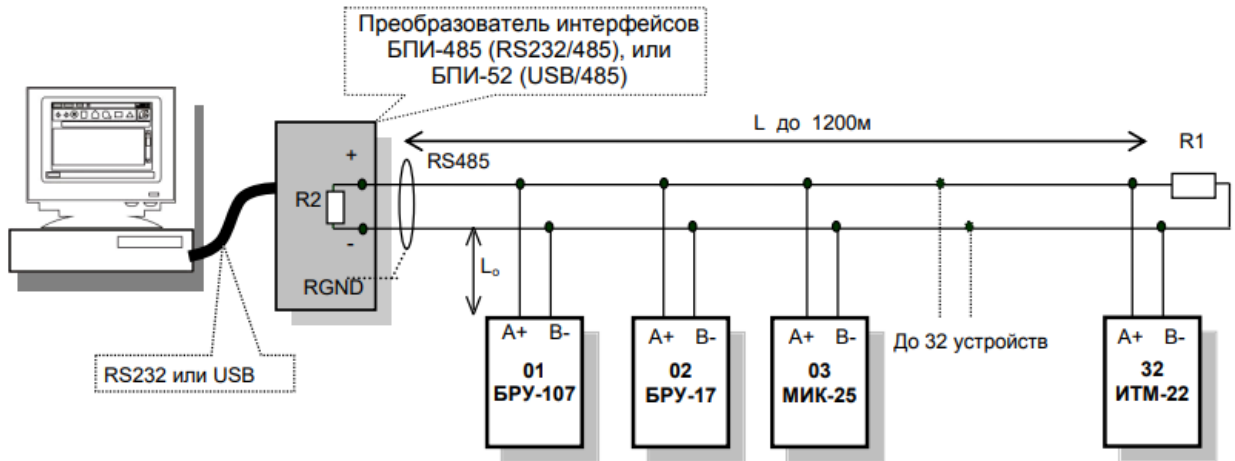 Преобразователь интерфейсов
БПИ-485 (RS232/485), или
БПИ-52 (USB/485)
L до 1200м
R1
+
RS485
R2
-
RGND
Lо
RS232 или USB
A+ B-
01
БРУ-107
A+ B-
02
БРУ-17
A+ B-
03
МИК-25
До 32 устройств
A+ B-
32
ИТМ-22